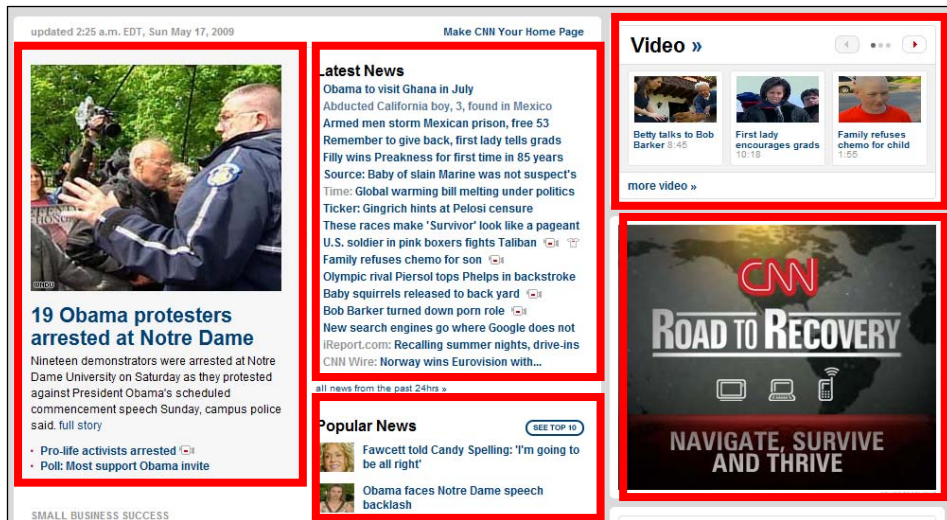 updated 2:25 a.m. EDT, Sun May 17, 2009
Make CNN Your Home Page
WNDU
19 Obama protesters
arrested at Notre Dame
Nineteen demonstrators were arrested at Notre
Dame University on Saturday as they protested
against President Obama's scheduled
commencement speech Sunday, campus police
said. full story
• Pro-life activists arrested
• Poll: Most support Obama invite
SMALL BUSINESS SUCCESS
Latest News
Obama to visit Ghana in July
Abducted California boy, 3, found in Mexico
Armed men storm Mexican prison, free 53
Remember to give back, first lady tells grads
Filly wins Preakness for first time in 85 years
Source: Baby of slain Marine was not suspect's
Time: Global warming bill melting under politics
Ticker: Gingrich hints at Pelosi censure
These races make 'Survivor' look like a pageant
U.S. soldier in pink boxers fights Taliban
Family refuses chemo for son
Olympic rival Piersol tops Phelps in backstroke
Baby squirrels released to back yard
Bob Barker turned down porn role
New search engines go where Google does not
iReport.com: Recalling summer nights, drive-ins
CNN Wire: Norway wins Eurovision with...
all news from the past 24hrs »
Popular News
SEE TOP 10
Fawcett told Candy Spelling: 'I'm going to
be all right'
Obama faces Notre Dame speech
backlash
Video »
Betty talks to Bob
Barker 8:45
First lady
encourages grads
10:18
Family refuses
chemo for child
1:55
more video »
CNN
ROAD TO RECOVERY
NAVIGATE, SURVIVE
AND THRIVE